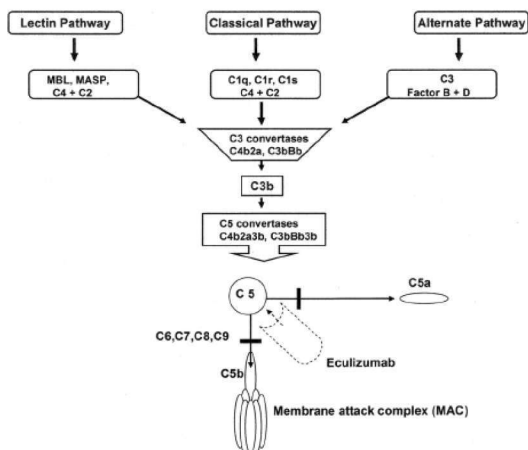 Lectin Pathway
Classical Pathway
Alternate Pathway
MBL, MASP,
C4 + C2
C1q, C1r, C1s
C4 + C2
C3
Factor B + D
C3 convertases
C4b2a, C3bBb
C3b
C5 convertases
C4b2a3b, C3bBb3b
C 5
C5a
C6,C7,C8,C9
Eculizumab
C5b
Membrane attack complex (MAC)